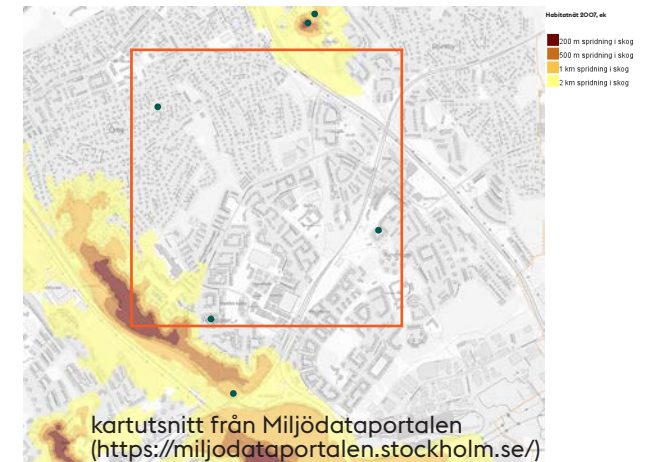 Habitatnät 2007, ek
200 m spridning i skog
500 m spridning i skog
1 km spridning i skog
2 km spridning i skog
kartutsnitt från Miljödataportalen
(https://miljodataportalen.stockholm.se/)